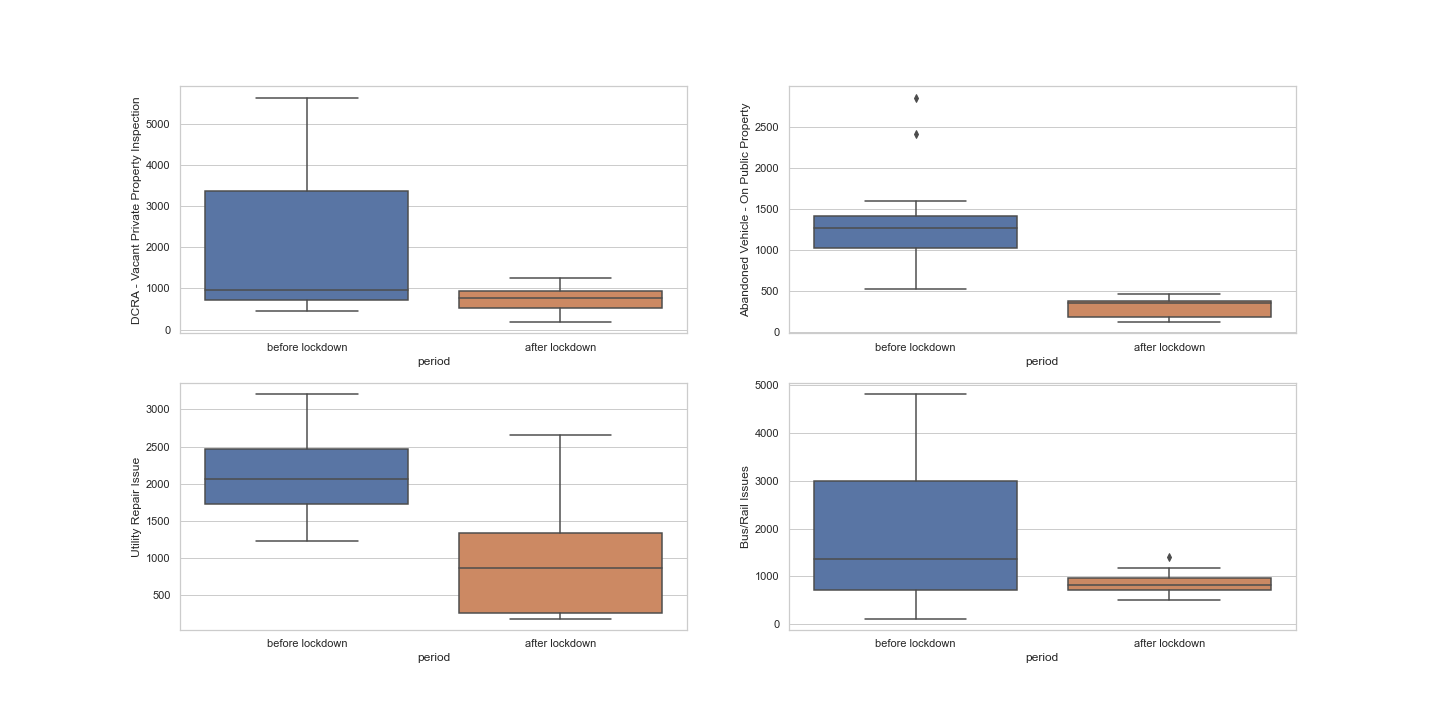 DCRA - Vacant Private Property Inspection
5000
4000
3000
2000
1000
0
before lockdown after lockdown
period
Abandoned Vehicle - On Public Property
2500
2000
1500
1000
500
0
before lockdown after lockdown
period
Utility Repair Issue
3000
2500
2000
1500
1000
500
before lockdown after lockdown
period
Bus/Rail Issues
5000
4000
3000
2000
1000
0
before lockdown after lockdown
period